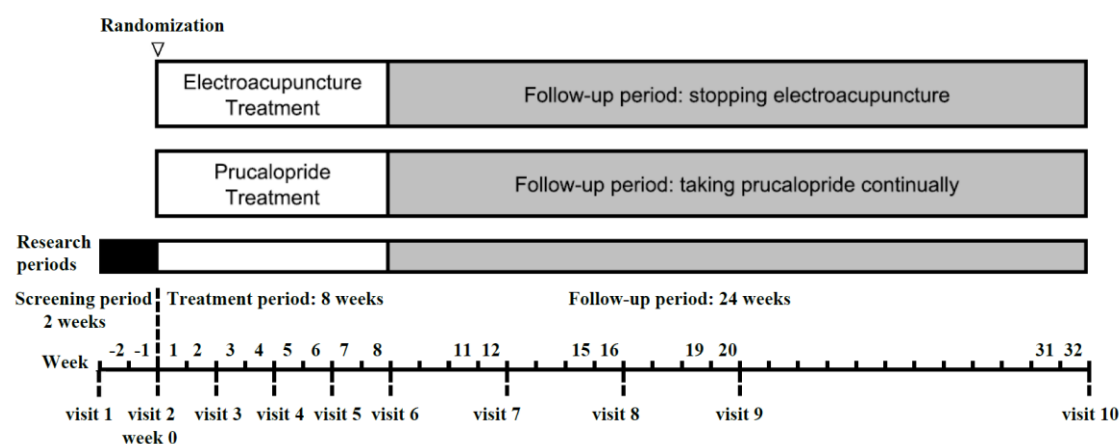 Randomization
Electroacupuncture
Treatment
Follow-up period: stopping electroacupuncture
Prucalopride
Treatment
Follow-up period: taking prucalopride continually
Research
periods
Screening period
2 weeks
Treatment period: 8 weeks
Follow-up period: 24 weeks
Week -2 -1 1 2 3 4 5 6 7 8 11 12 15 16 19 20 31 32
visit 1 visit 2 visit 3 visit 4 visit 5 visit 6 visit 7 visit 8 visit 9 visit 10
week 0